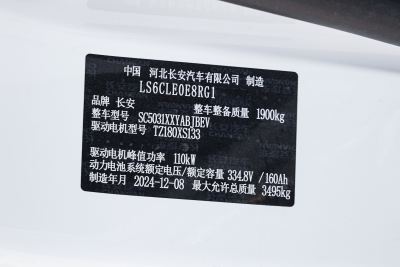 中国 河北长安汽车有限公司 制造
LS6CLE0E8RG1
品牌 长安 整车整备质量 1900kg
整车型号 SC5031XXYABJBEV
驱动电机型号 TZ180XS133
驱动电机峰值功率 110kW
动力电池系统额定电压/额定容量 334.8V /160Ah
制造年月 2024-12-08 最大允许总质量 3495kg